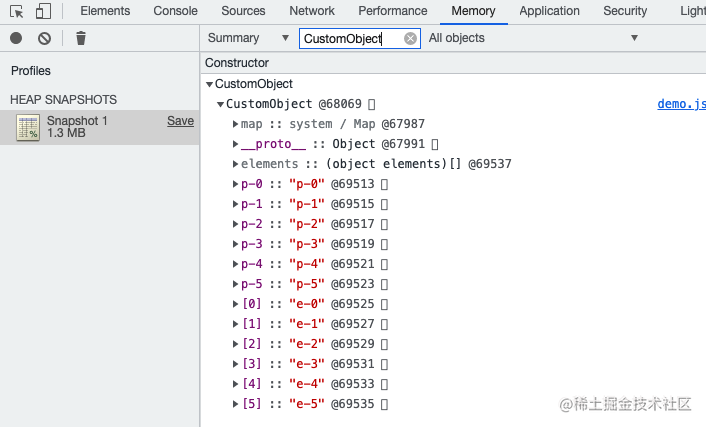 Elements Console Sources Network Performance Memory Application Security Light
Summary CustomObject All objects
Profiles
HEAP SNAPSHOTS
Snapshot 1 Save
1.3 MB
Constructor
CustomObject
CustomObject @68069 demo.js
map :: system / Map @67987
__proto__ :: Object @67991
elements :: (object elements)[] @69537
p-0 :: "p-0" @69513
p-1 :: "p-1" @69515
p-2 :: "p-2" @69517
p-3 :: "p-3" @69519
p-4 :: "p-4" @69521
p-5 :: "p-5" @69523
[0] :: "e-0" @69525
[1] :: "e-1" @69527
[2] :: "e-2" @69529
[3] :: "e-3" @69531
[4] :: "e-4" @69533
[5] :: "e-5" @69535
@稀土掘金技术社区